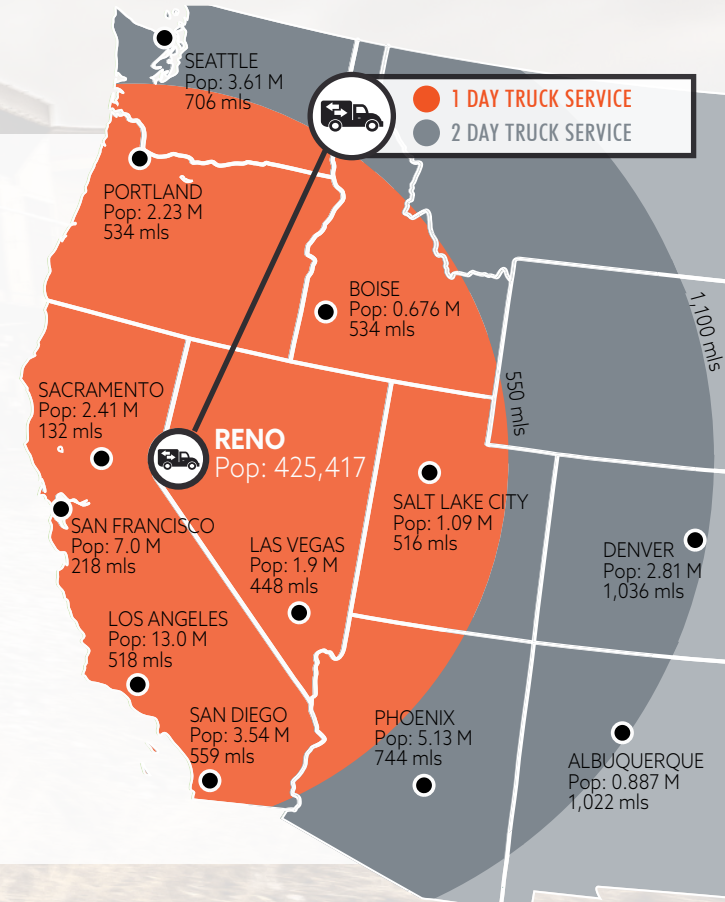 SEATTLE
Pop: 3.61 M
706 mls
1 DAY TRUCK SERVICE
2 DAY TRUCK SERVICE
PORTLAND
Pop: 2.23 M
534 mls
BOISE
Pop: 0.676 M
534 mls
1,100 mls
550 mls
SACRAMENTO
Pop: 2.41 M
132 mls
RENO
Pop: 425,417
SALT LAKE CITY
Pop: 1.09 M
516 mls
SAN FRANCISCO
Pop: 7.0 M
218 mls
LAS VEGAS
Pop: 1.9 M
448 mls
DENVER
Pop: 2.81 M
1,036 mls
LOS ANGELES
Pop: 13.0 M
518 mls
SAN DIEGO
Pop: 3.54 M
559 mls
PHOENIX
Pop: 5.13 M
744 mls
ALBUQUERQUE
Pop: 0.887 M
1,022 mls